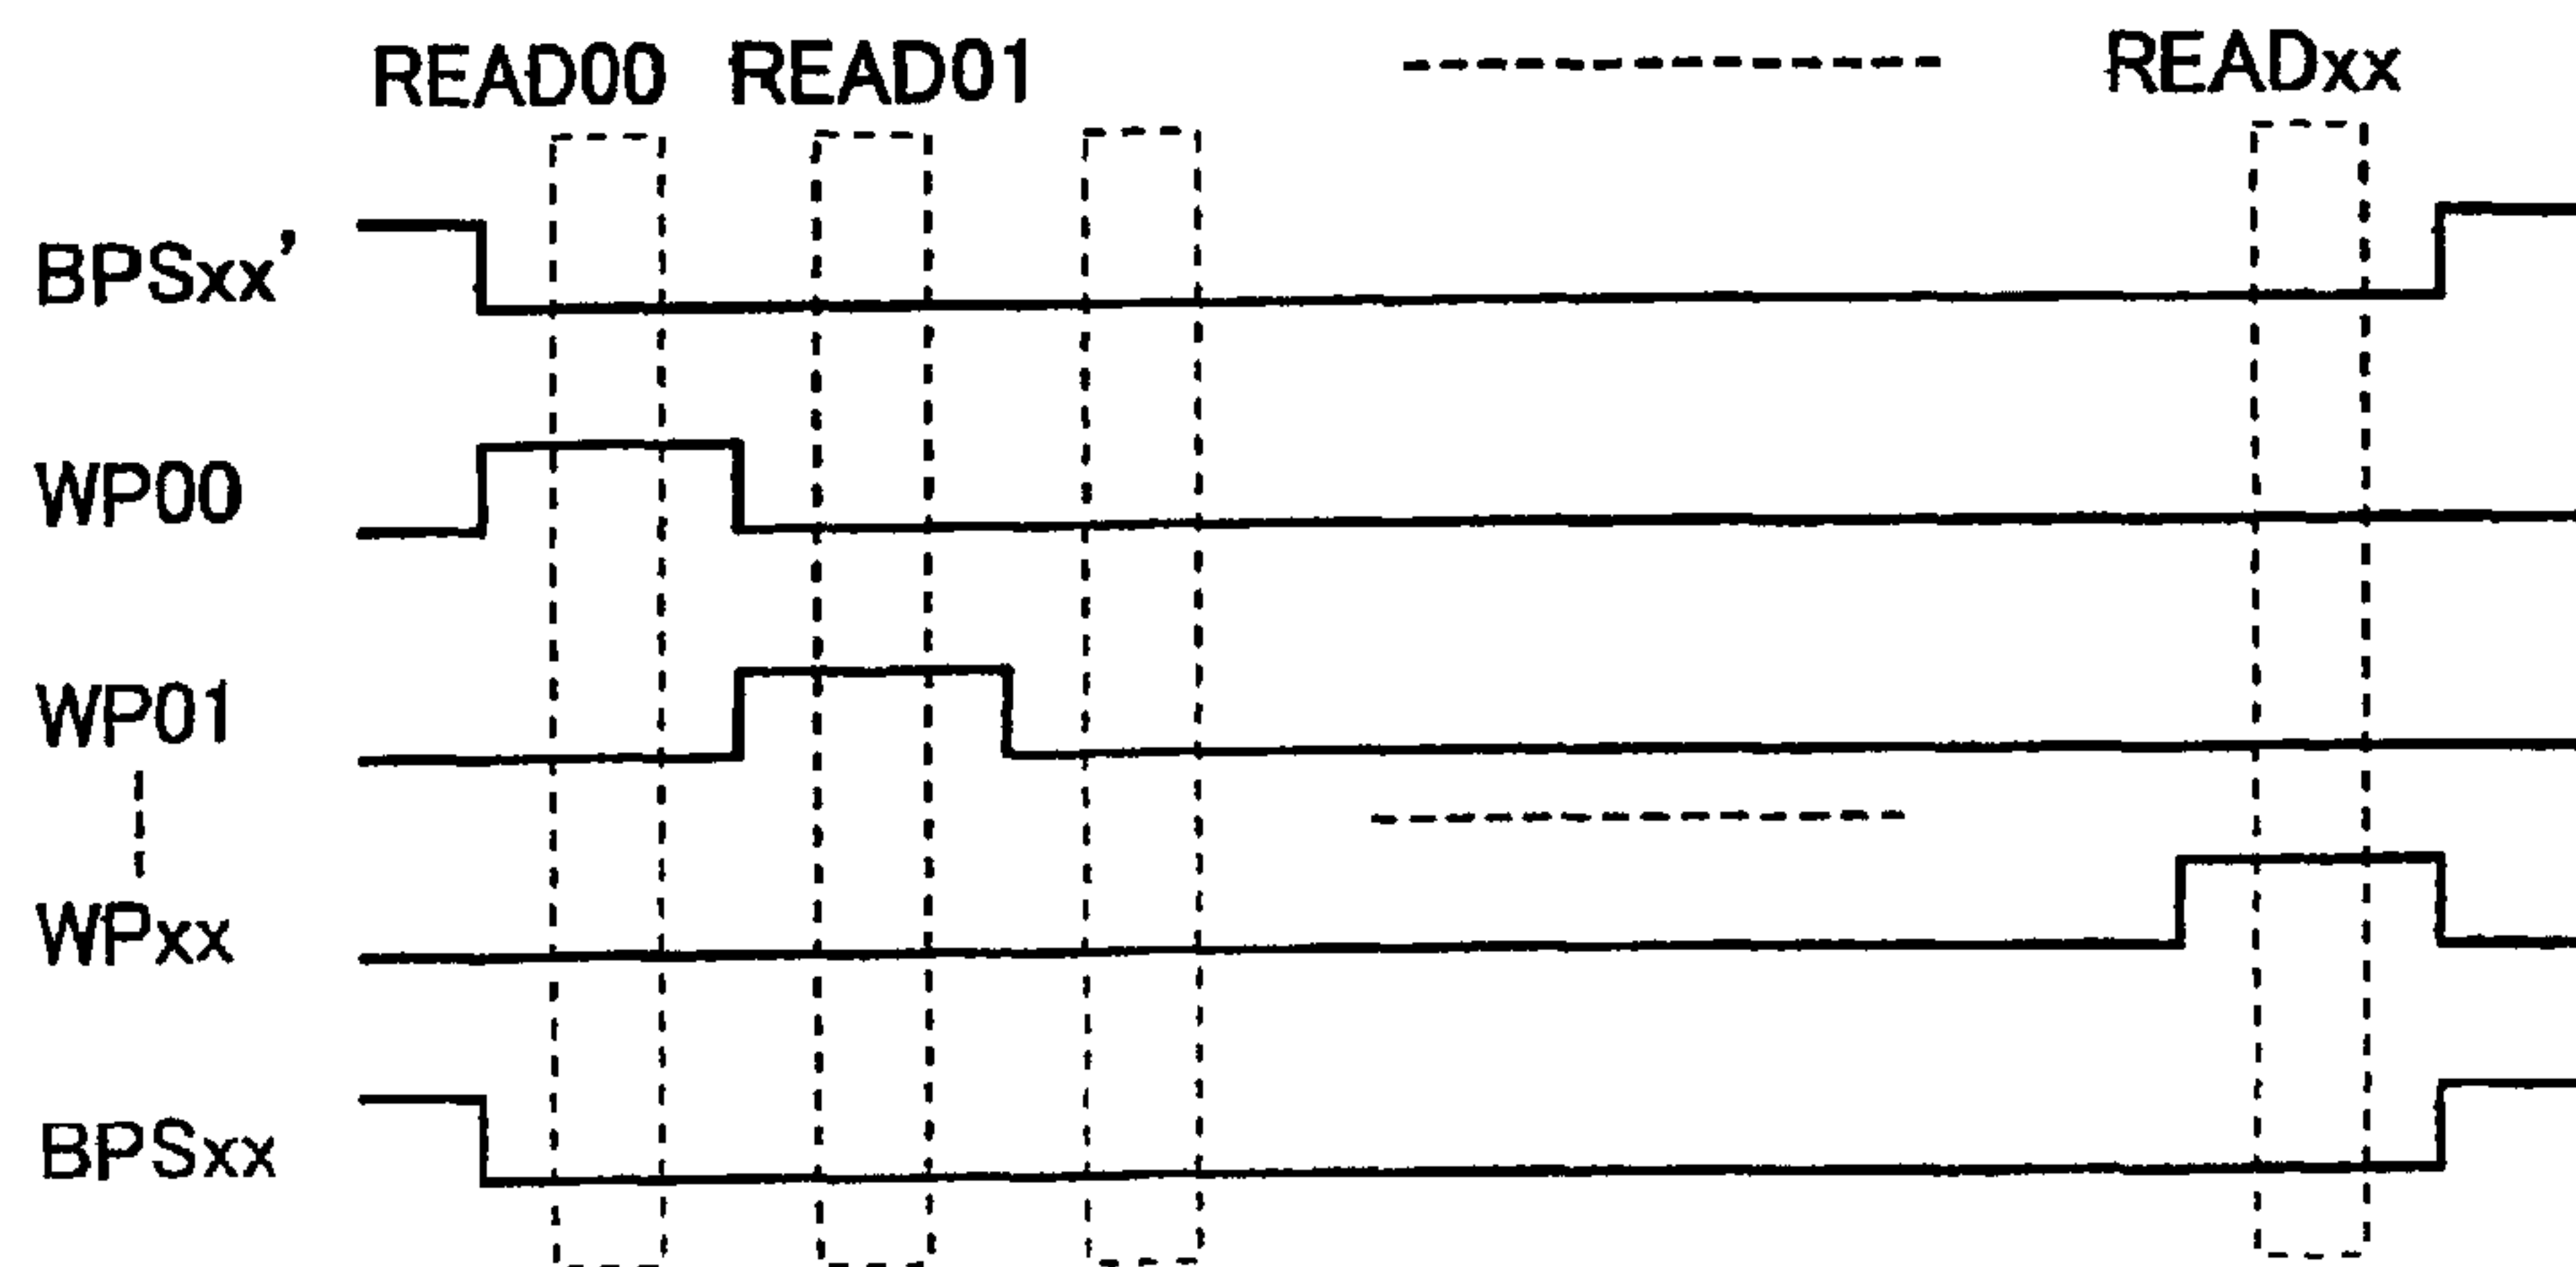 READ00 READ01 READxx
BPSxx'
WP00
WP01
WPxx
BPSxx